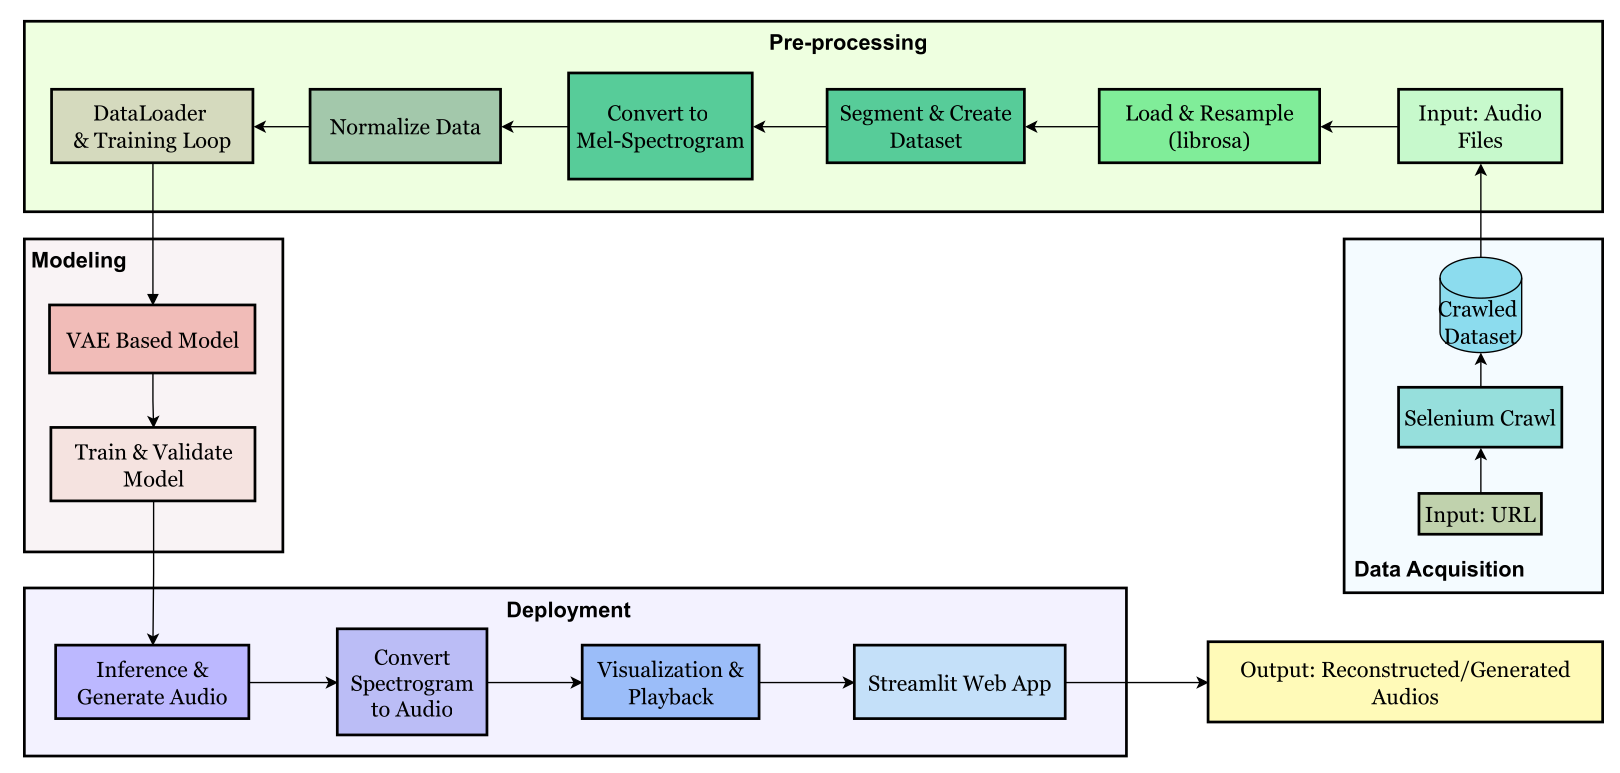 Pre-processing
DataLoader
& Training Loop
Normalize Data
Convert to
Mel-Spectrogram
Segment & Create
Dataset
Load & Resample
(librosa)
Input: Audio
Files
Modeling
VAE Based Model
Train & Validate
Model
Crawled
Dataset
Selenium Crawl
Input: URL
Data Acquisition
Deployment
Inference &
Generate Audio
Convert
Spectrogram
to Audio
Visualization &
Playback
Streamlit Web App
Output: Reconstructed/Generated
Audios